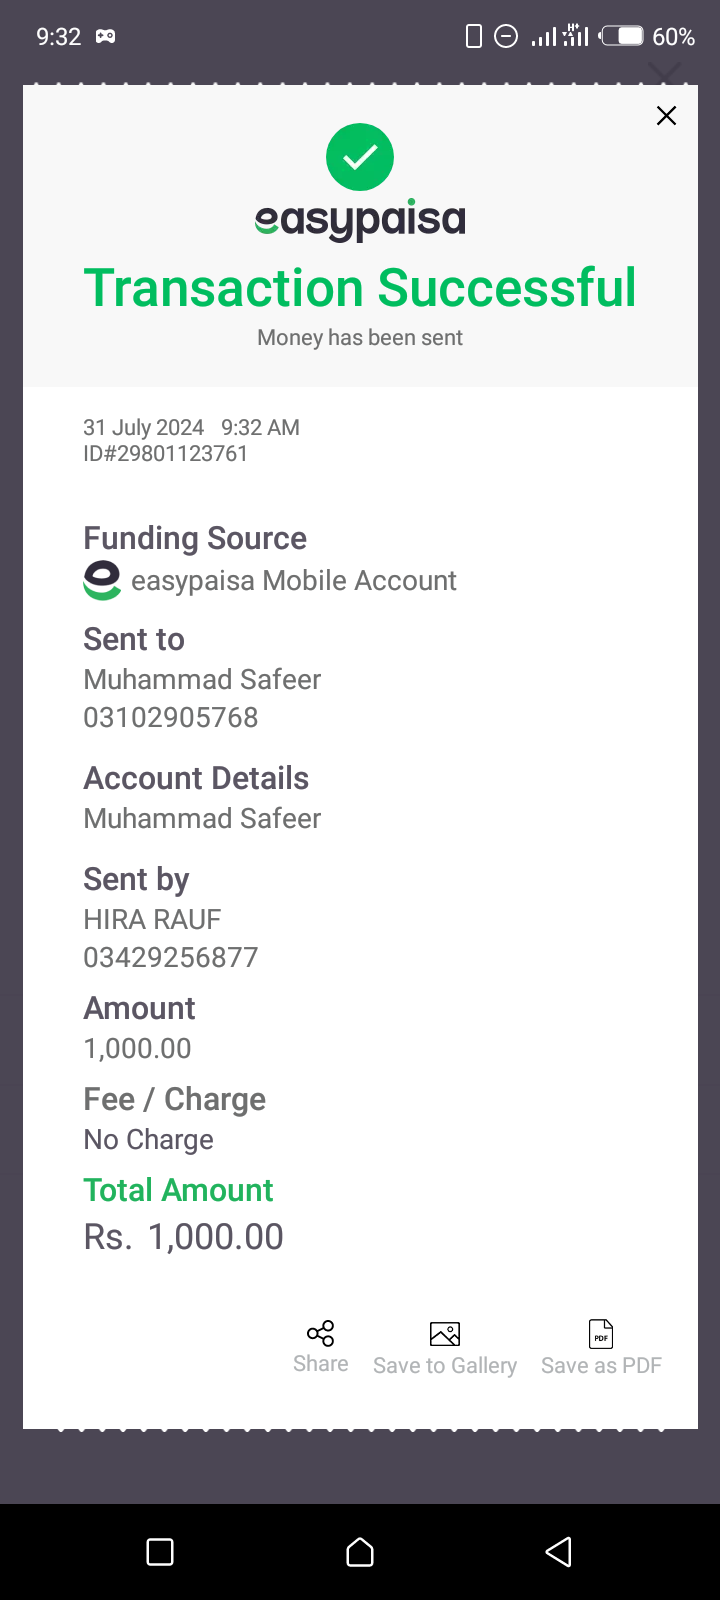 9:32
H+
60%
easypaisa
Transaction Successful
Money has been sent
31 July 2024 9:32 AM
ID#29801123761
Funding Source
easypaisa Mobile Account
Sent to
Muhammad Safeer
03102905768
Account Details
Muhammad Safeer
Sent by
HIRA RAUF
03429256877
Amount
1,000.00
Fee / Charge
No Charge
Total Amount
Rs. 1,000.00
PDF
Share Save to Gallery Save as PDF